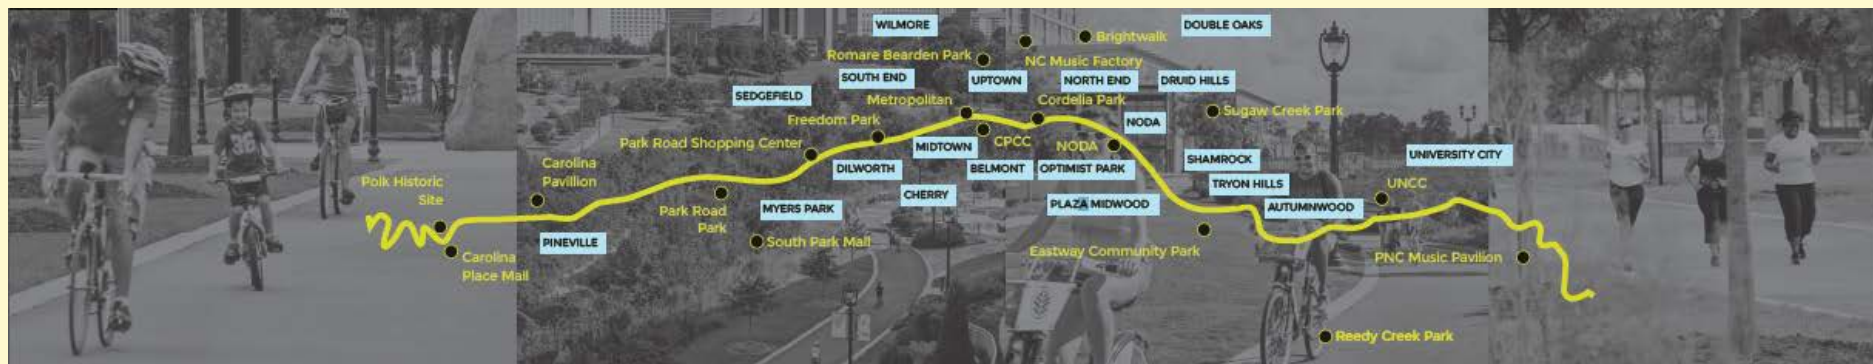 WILMORE
DOUBLE OAKS
Brightwalk
Romare Bearden Park
NC Music Factory
SOUTH END
UPTOWN
NORTH END
DRUID HILLS
SEDGEFIELD
Metropolitan
Cordelia Park
Sugaw Creek Park
Freedom Park
NODA
Park Road Shopping Center
MIDTOWN
CPCC
NODA
UNIVERSITY CITY
Carolina
Pavillion
DILWORTH
BELMONT
OPTIMIST PARK
SHAMROCK
Polk Historic
Site
TRYON HILLS
UNCC
CHERRY
PLAZA MIDWOOD
AUTUMNWOOD
Park Road
Park
MYERS PARK
PINEVILLE
South Park Mall
Eastway Community Park
Carolina
Place Mall
PNC Music Pavilion
Reedy Creek Park
36